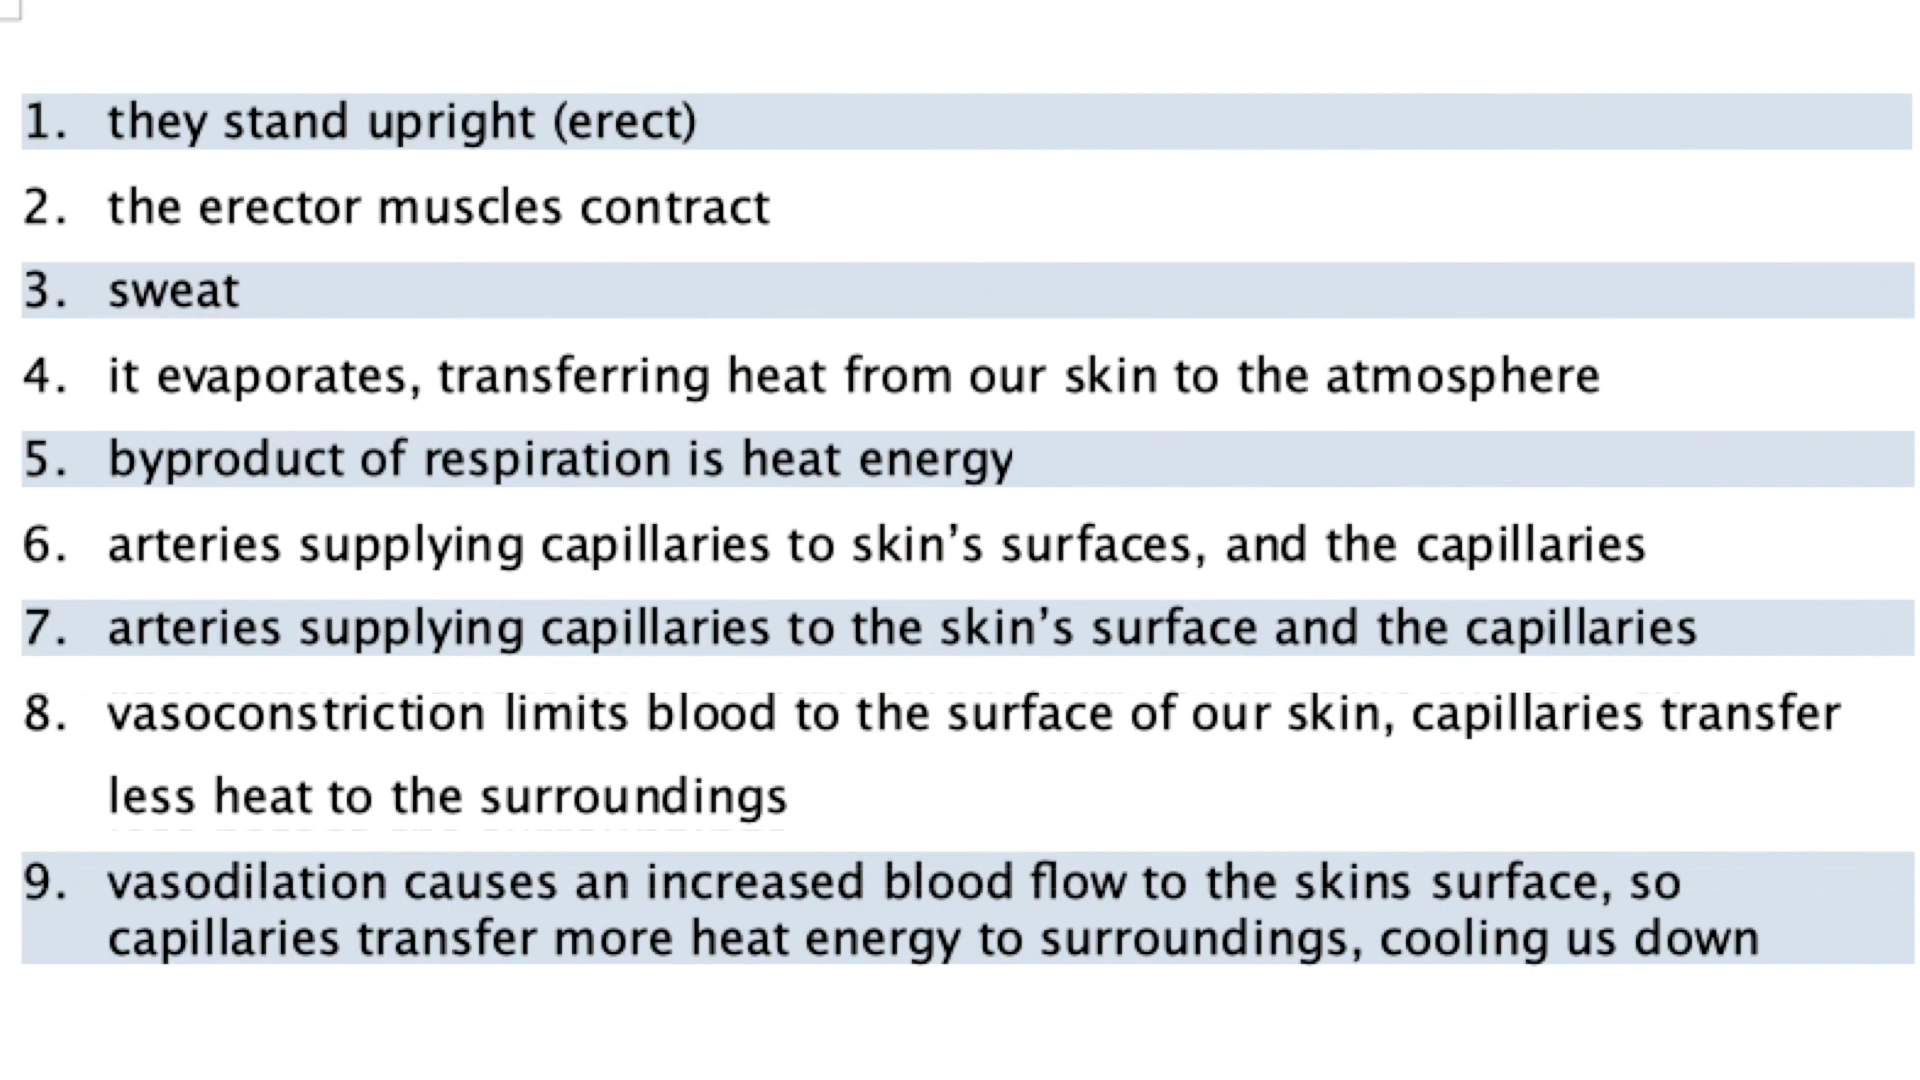 1. they stand upright (erect)
2. the erector muscles contract
3. sweat
4. it evaporates, transferring heat from our skin to the atmosphere
5. byproduct of respiration is heat energy
6. arteries supplying capillaries to skin’s surfaces, and the capillaries
7. arteries supplying capillaries to the skin’s surface and the capillaries
8. vasoconstriction limits blood to the surface of our skin, capillaries transfer
less heat to the surroundings
9. vasodilation causes an increased blood flow to the skins surface, so
capillaries transfer more heat energy to surroundings, cooling us down